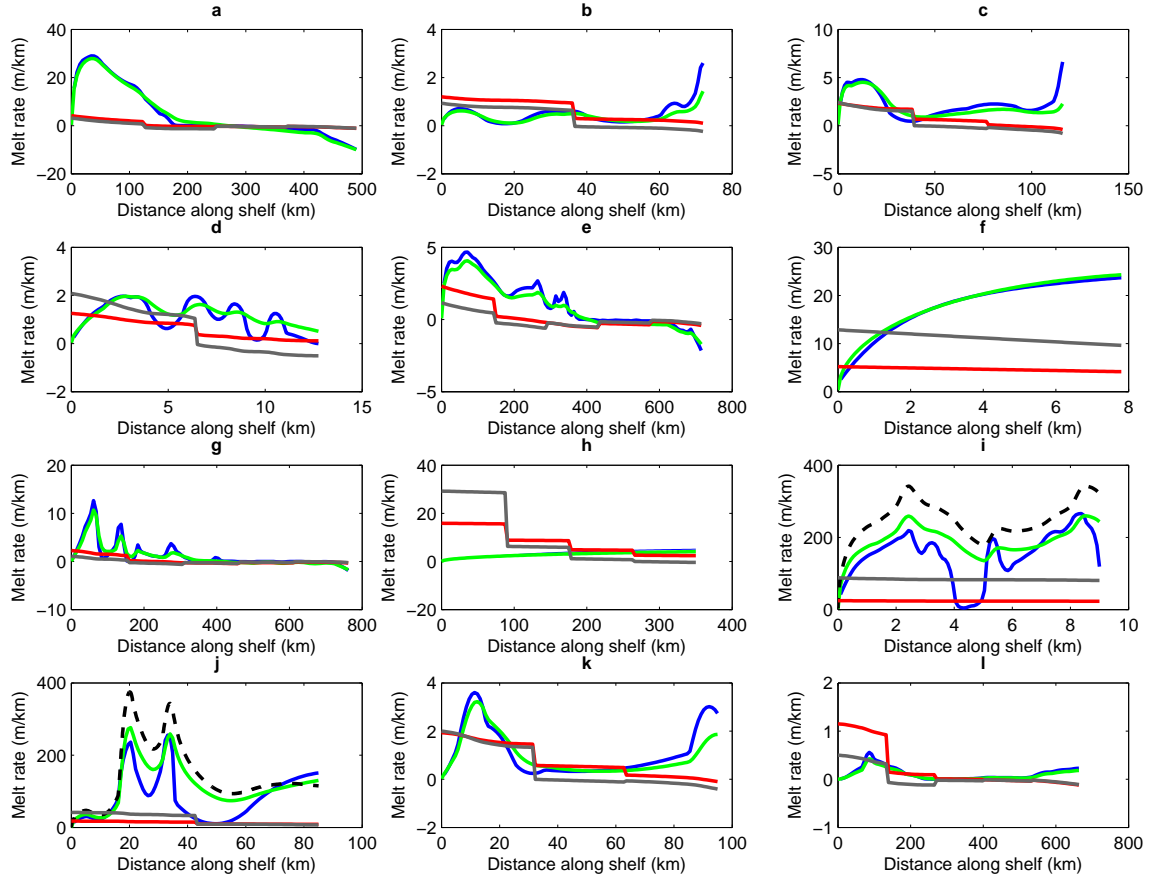 a
Melt rate (m/km)
40
20
0
−20
0 100 200 300 400 500
Distance along shelf (km)
b
Melt rate (m/km)
4
2
0
−2
0 20 40 60 80
Distance along shelf (km)
c
Melt rate (m/km)
10
5
0
−5
0 50 100 150
Distance along shelf (km)
d
Melt rate (m/km)
4
2
0
−2
0 5 10 15
Distance along shelf (km)
e
Melt rate (m/km)
5
0
−5
0 200 400 600 800
Distance along shelf (km)
f
Melt rate (m/km)
30
20
10
0
0 2 4 6 8
Distance along shelf (km)
g
Melt rate (m/km)
20
10
0
−10
0 200 400 600 800
Distance along shelf (km)
h
Melt rate (m/km)
40
20
0
−20
0 100 200 300 400
Distance along shelf (km)
i
Melt rate (m/km)
400
200
0
0 2 4 6 8 10
Distance along shelf (km)
j
Melt rate (m/km)
400
200
0
0 20 40 60 80 100
Distance along shelf (km)
k
Melt rate (m/km)
4
2
0
−2
0 50 100
Distance along shelf (km)
l
Melt rate (m/km)
2
1
0
−1
0 200 400 600 800
Distance along shelf (km)